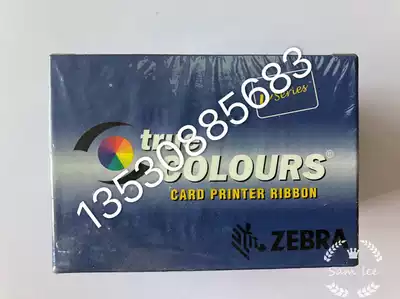 i Series
true
COLOURS®
CARD PRINTER RIBBON
ZEBRA
13530885683
Sam Ice